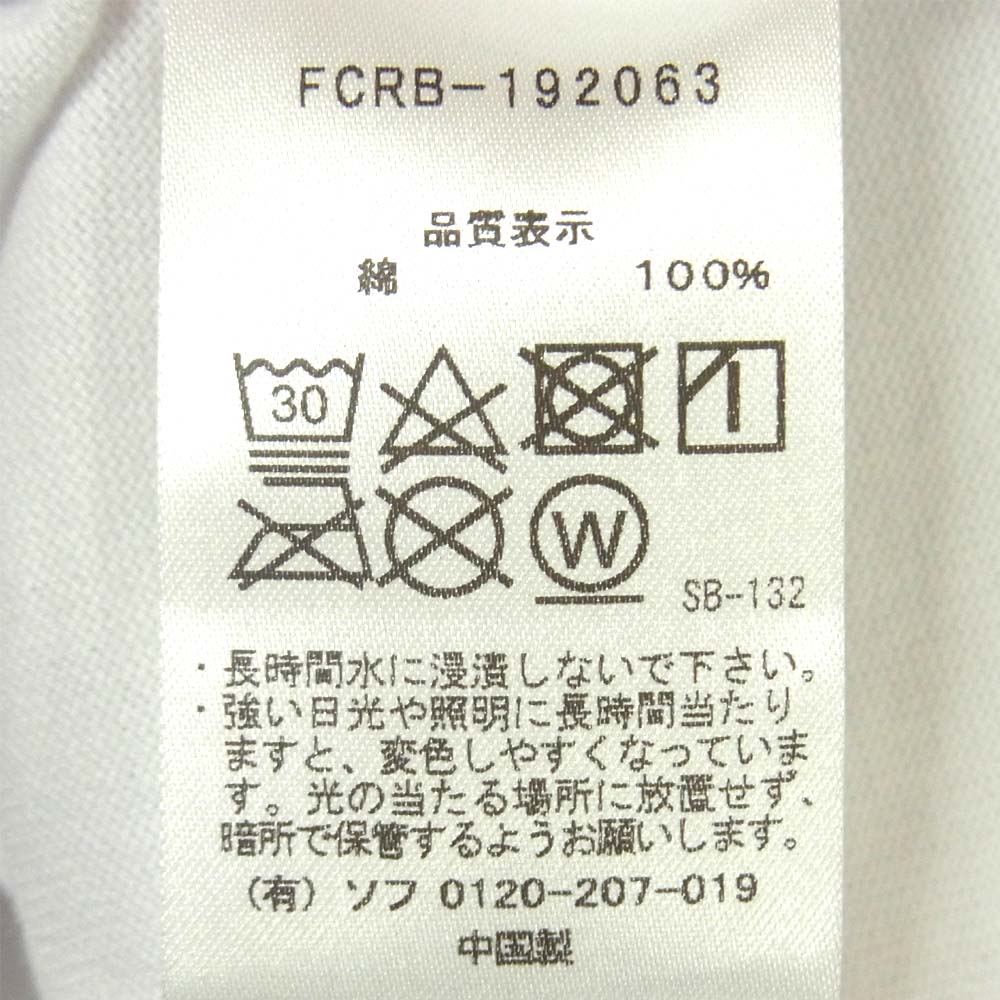 FCRB-192063
品質表示
綿 100%
30
W
SB-132
・長時間水に浸漬しないで下さい。
・強い日光や照明に長時間当たり
ますと、変色しやすくなっていま
す。光の当たる場所に放置せず、
暗所で保管するようお願いします。
(有) ソフ 0120-207-019
中国製